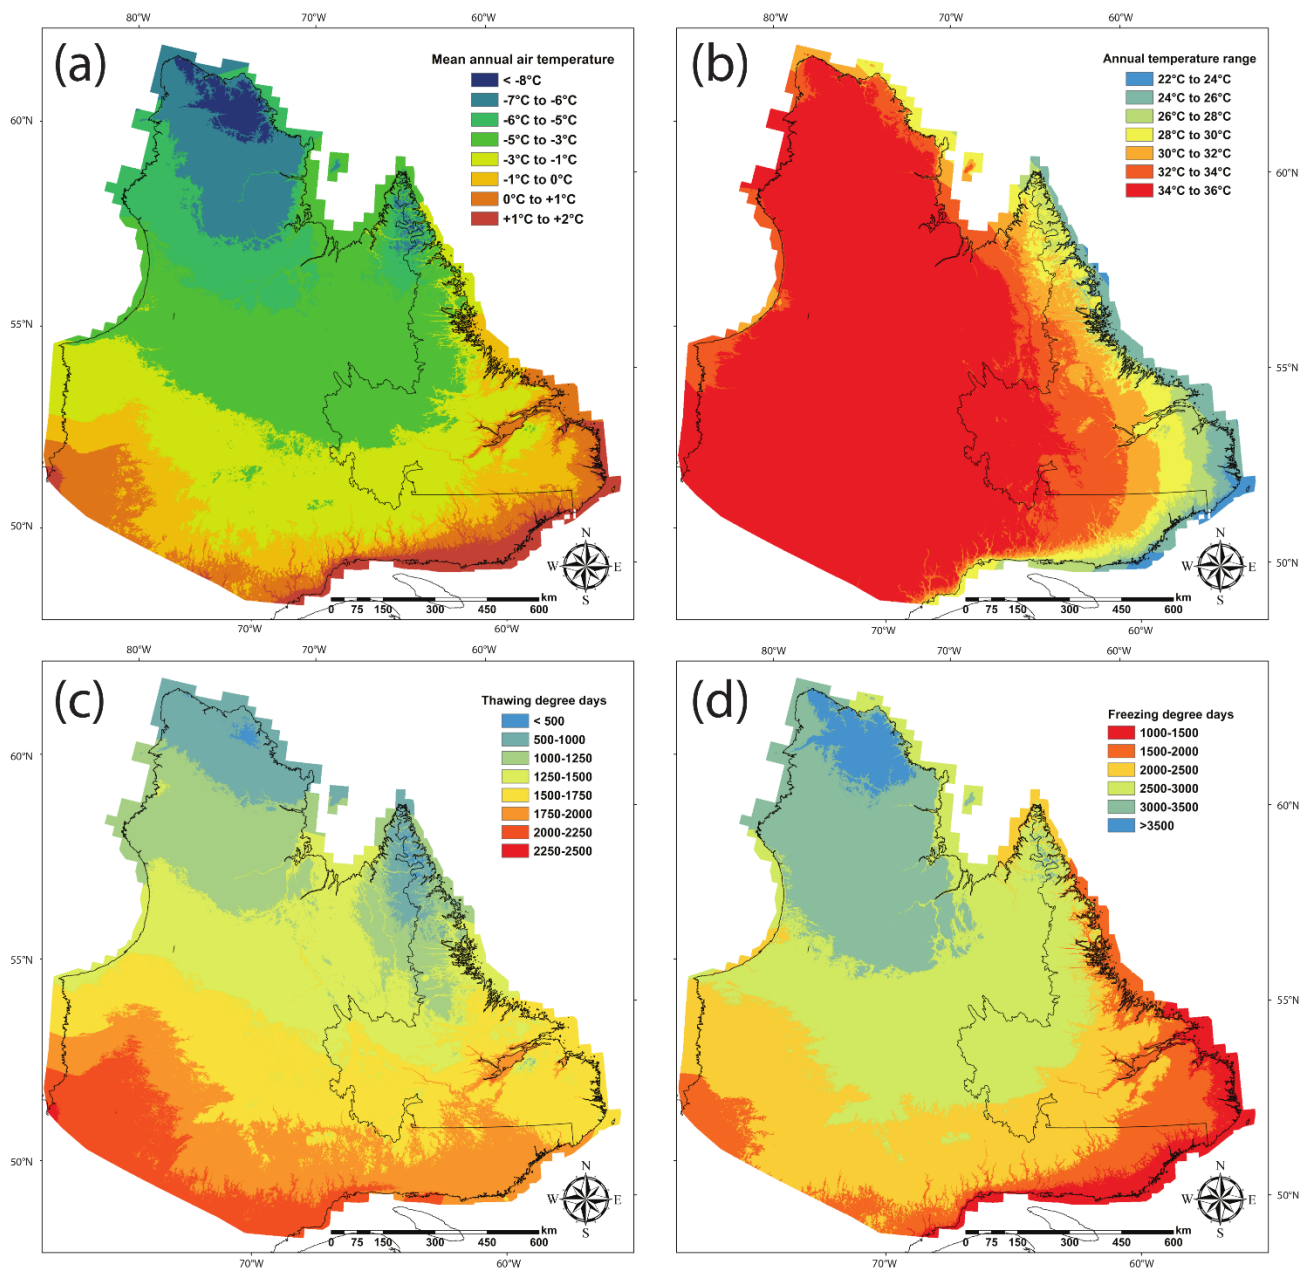 80°W 70°W 60°W 80°W 70°W 60°W
(a)
Mean annual air temperature
< -8°C
-7°C to -6°C
-6°C to -5°C
-5°C to -3°C
-3°C to -1°C
-1°C to 0°C
0°C to +1°C
+1°C to +2°C
60°N
55°N
50°N
N
W E
S
km
0 75 150 300 450 600
70°W 60°W
(b)
Annual temperature range
22°C to 24°C
24°C to 26°C
26°C to 28°C
28°C to 30°C
30°C to 32°C
32°C to 34°C
34°C to 36°C
60°N
55°N
50°N
N
W E
S
km
0 75 150 300 450 600
70°W 60°W
80°W 70°W 60°W 80°W 70°W 60°W
(c)
Thawing degree days
< 500
500-1000
1000-1250
1250-1500
1500-1750
1750-2000
2000-2250
2250-2500
60°N
55°N
50°N
N
W E
S
km
0 75 150 300 450 600
70°W 60°W
(d)
Freezing degree days
1000-1500
1500-2000
2000-2500
2500-3000
3000-3500
>3500
60°N
55°N
50°N
N
W E
S
km
0 75 150 300 450 600
70°W 60°W